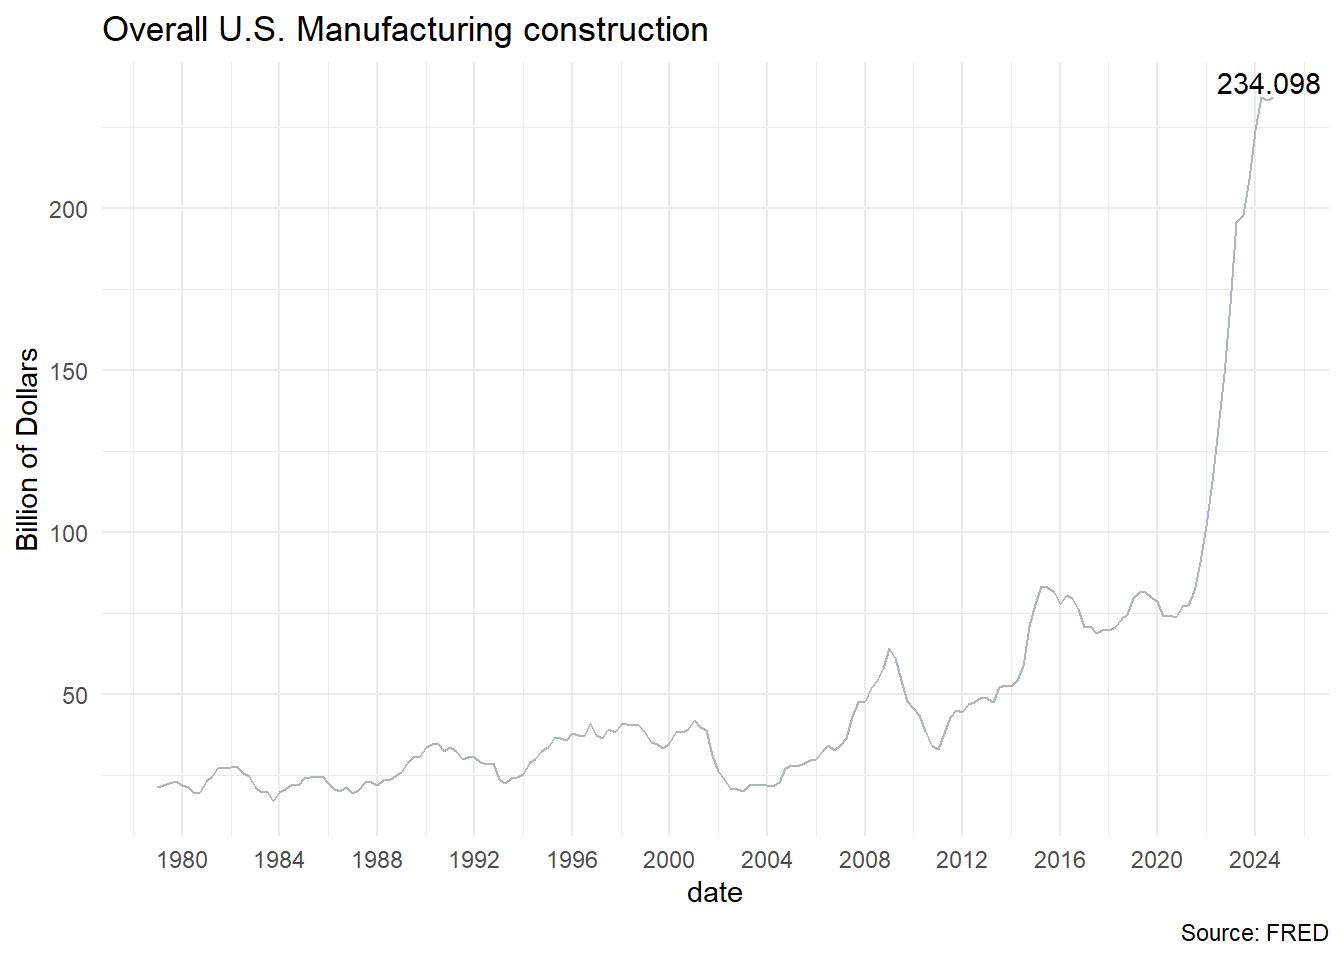 Overall U.S. Manufacturing construction
234.098
200
150
100
50
Billion of Dollars
1980 1984 1988 1992 1996 2000 2004 2008 2012 2016 2020 2024
date
Source: FRED